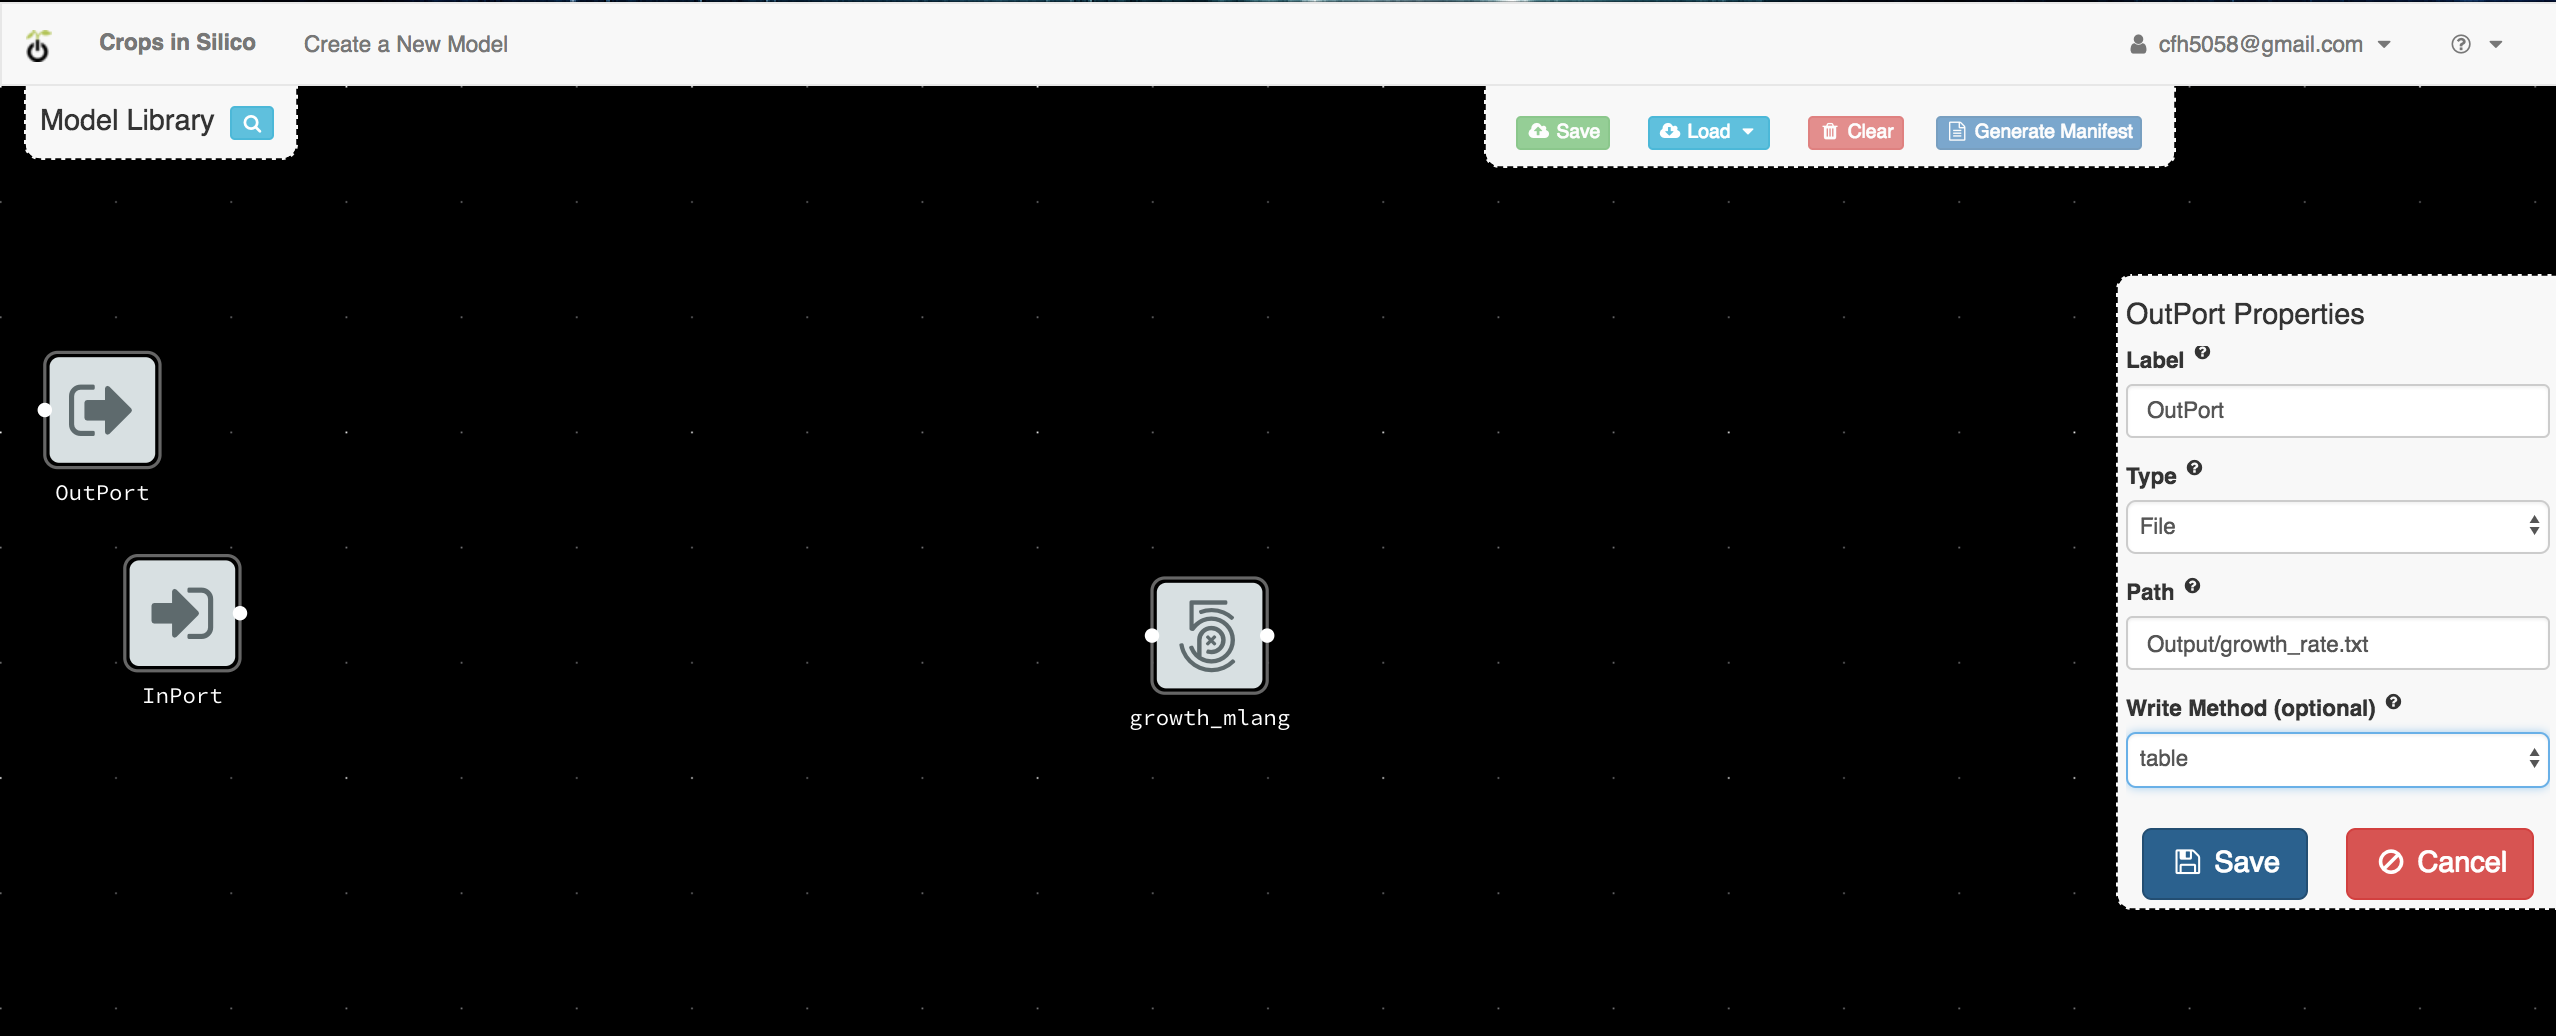 Crops in Silico
Create a New Model
cfh5058@gmail.com
Model Library
Save
Load
Clear
Generate Manifest
OutPort
InPort
growth_mlang
OutPort Properties
Label
OutPort
Type
File
Path
Output/growth_rate.txt
Write Method (optional)
table
Save
Cancel